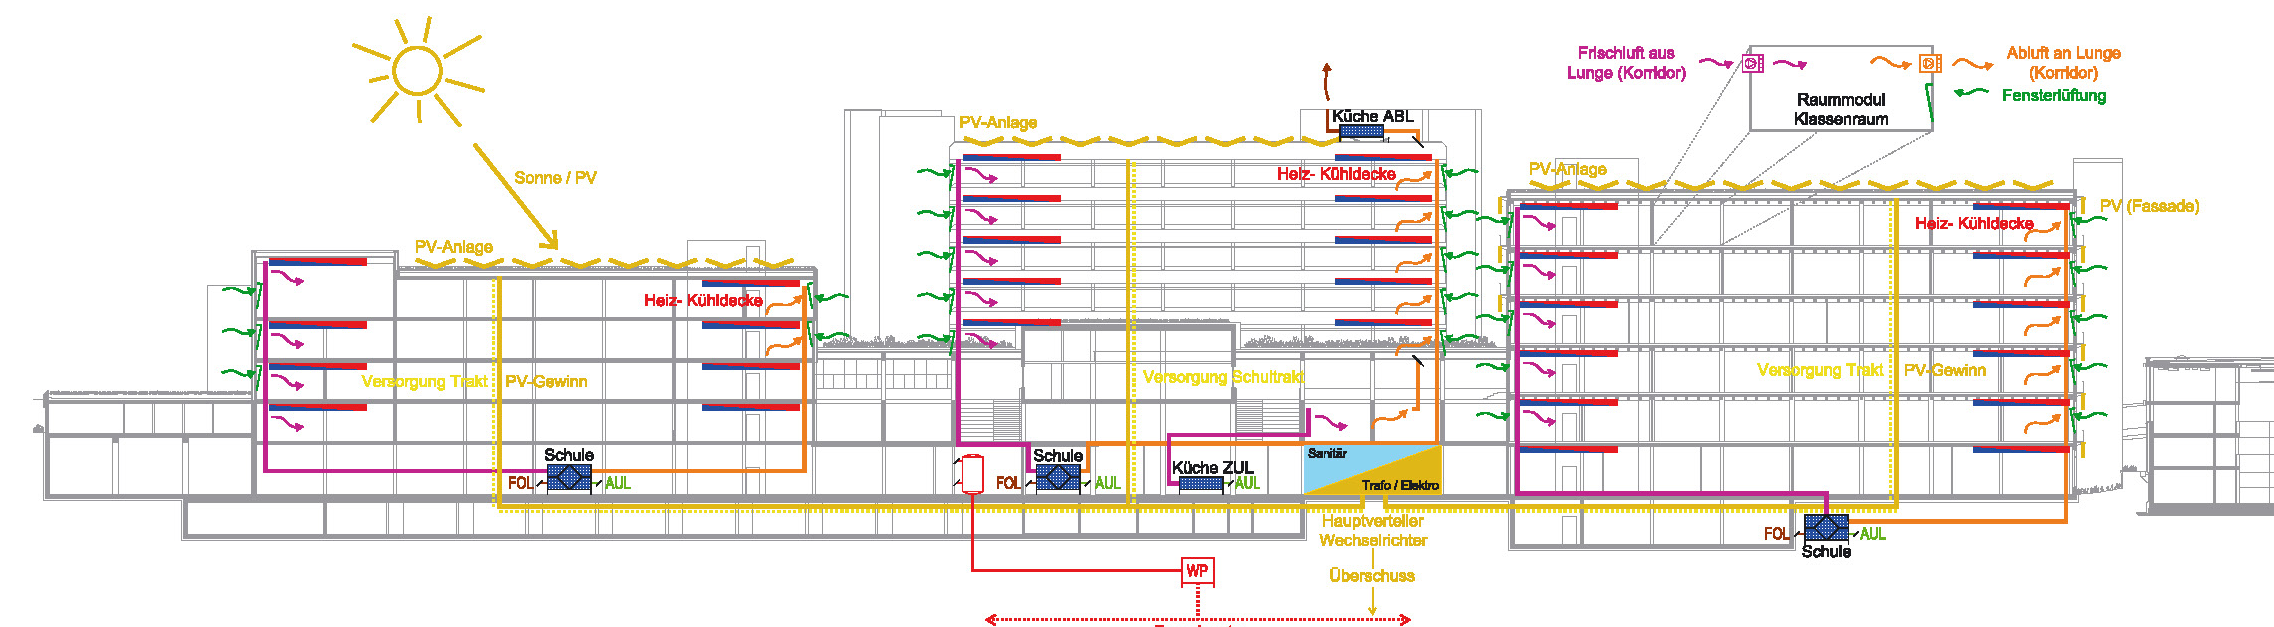 Frischluft aus
Lunge (Korridor)
Abluft an Lunge
(Korridor)
Fensterlüftung
Raummodul
Klassenraum
Küche ABL
PV-Anlage
Sonne / PV
Heiz- Kühldecke
PV-Anlage
PV (Fassade)
Heiz- Kühldecke
PV-Anlage
Heiz- Kühldecke
Versorgung Trakt
PV-Gewinn
Versorgung Schultrakt
Versorgung Trakt
PV-Gewinn
Schule
FOL
AUL
Schule
FOL
AUL
Küche ZUL
AUL
Sanitär
Trafo / Elektro
Hauptverteiler
Wechselrichter
FOL
AUL
Schule
WP
Überschuss